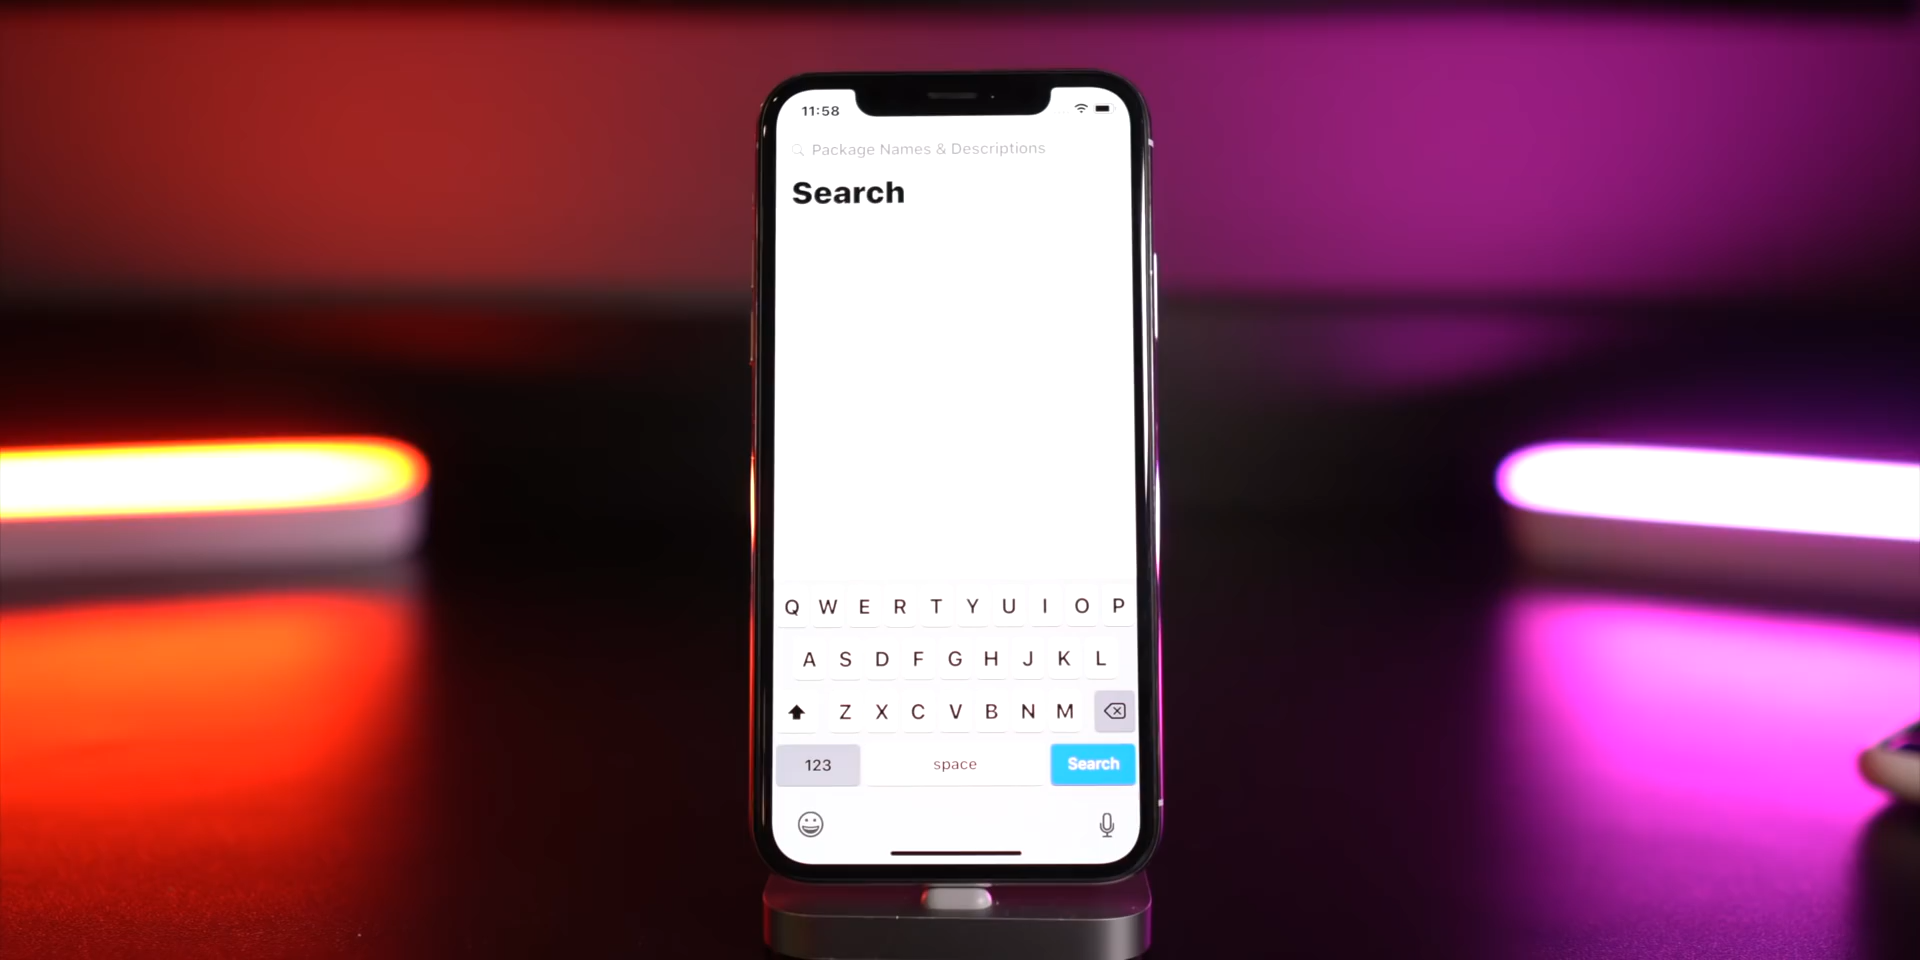 11:58
Package Names & Descriptions
Search
Q W E R T Y U I O P
A S D F G H J K L
Z X C V B N M
123 space Search